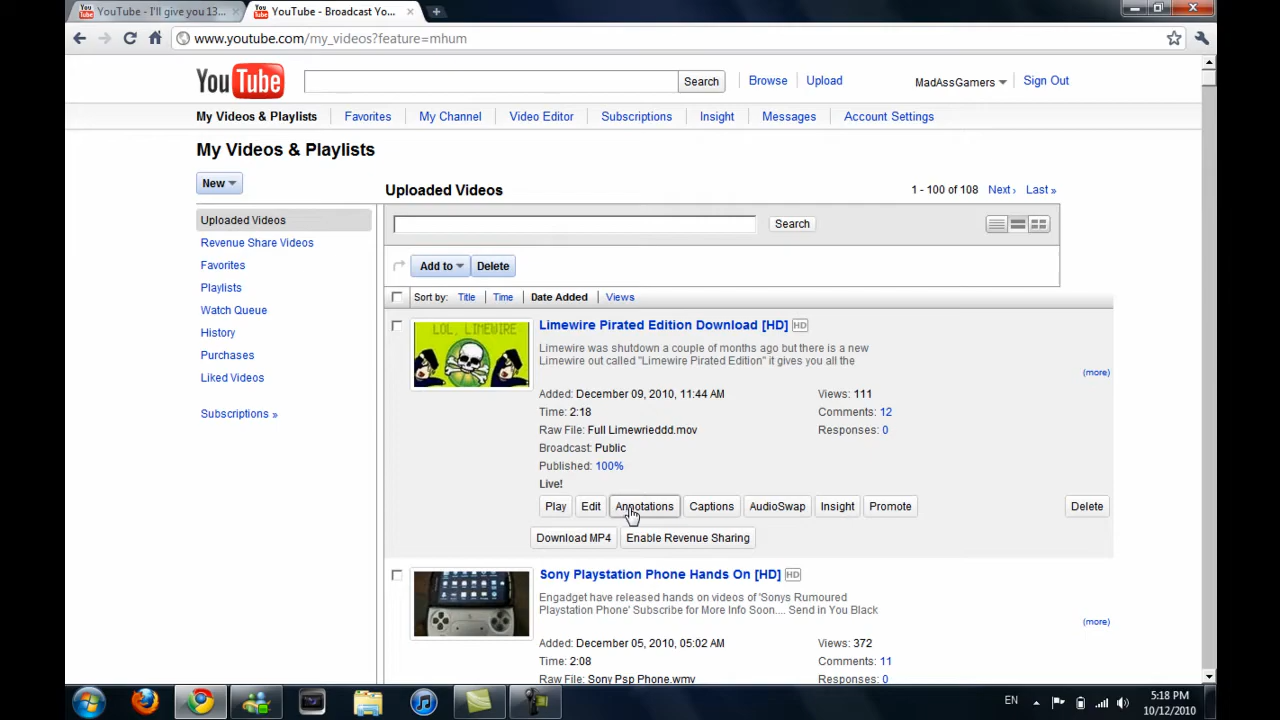 YouTube - I'll give you 13...
YouTube - Broadcast Yo...
www.youtube.com/my_videos?feature=mhum
YouTube
Search
Browse
Upload
MadAssGamers
Sign Out
My Videos & Playlists
Favorites
My Channel
Video Editor
Subscriptions
Insight
Messages
Account Settings
My Videos & Playlists
New
Uploaded Videos
1 - 100 of 108 Next › Last »
Uploaded Videos
Revenue Share Videos
Favorites
Playlists
Watch Queue
History
Purchases
Liked Videos
Subscriptions »
Search
Add to
Delete
Sort by: Title Time Date Added Views
LOL, LIMEWIRE
Limewire Pirated Edition Download [HD] HD
Limewire was shutdown a couple of months ago but there is a new
Limewire out called "Limewire Pirated Edition" it gives you all the
(more)
Added: December 09, 2010, 11:44 AM
Views: 111
Time: 2:18
Comments: 12
Raw File: Full Limewrieddd.mov
Responses: 0
Broadcast: Public
Published: 100%
Live!
Play Edit Annotations Captions AudioSwap Insight Promote Delete
Download MP4 Enable Revenue Sharing
Sony Playstation Phone Hands On [HD] HD
Engadget have released hands on videos of 'Sonys Rumoured
Playstation Phone' Subscribe for More Info Soon.... Send in You Black
(more)
Added: December 05, 2010, 05:02 AM
Views: 372
Time: 2:08
Comments: 11
Raw File: Sony Psp Phone.wmv
Responses: 0
EN
5:18 PM
10/12/2010